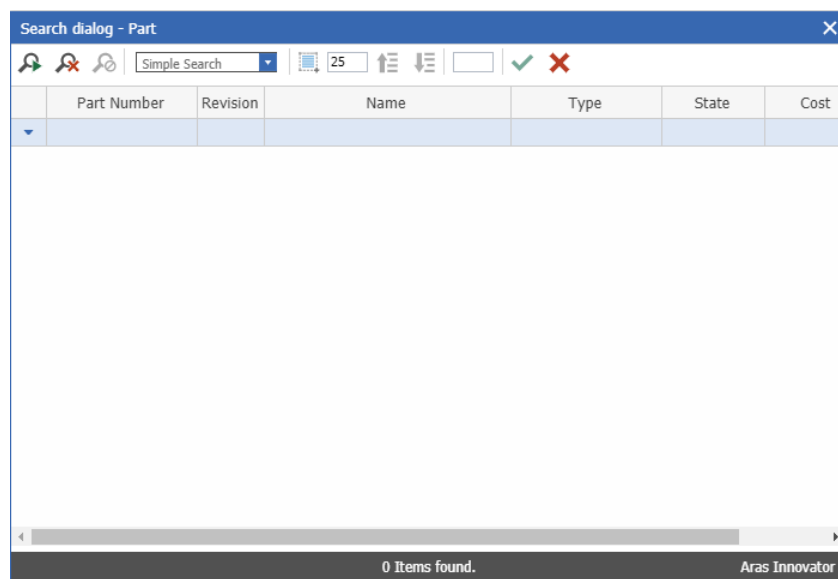 Search dialog - Part
Simple Search 25
Part Number Revision Name Type State Cost
0 Items found. Aras Innovator